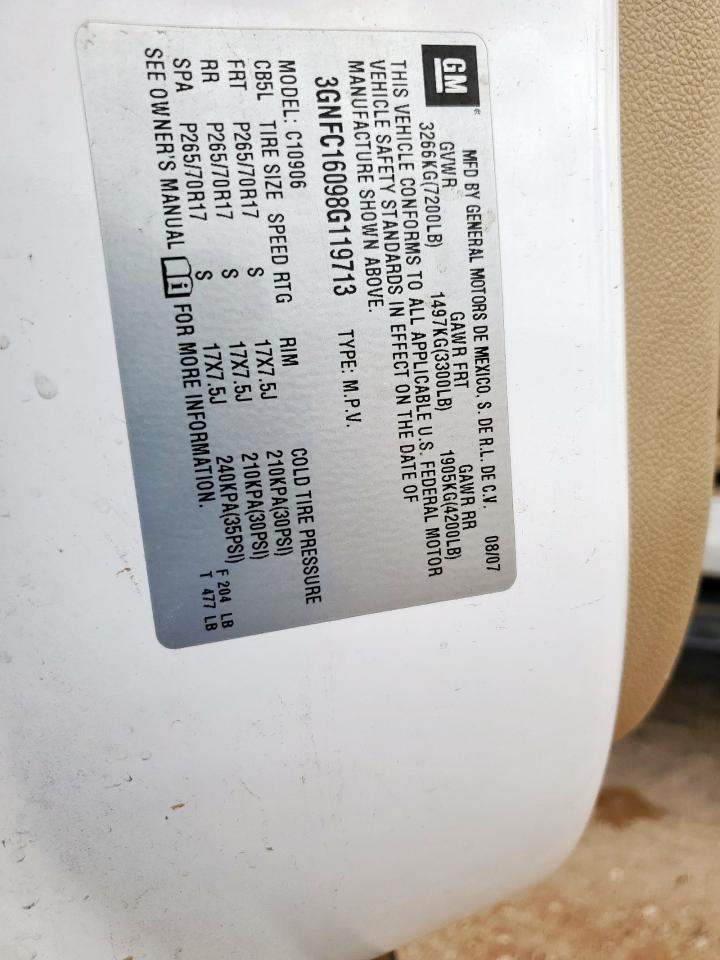 GM
MFD BY GENERAL MOTORS DE MEXICO, S. DE R.L. DE C.V. 08/07
GVWR GAWR FRT GAWR RR
3266KG(7200LB) 1497KG(3300LB) 1905KG(4200LB)
THIS VEHICLE CONFORMS TO ALL APPLICABLE U.S. FEDERAL MOTOR
VEHICLE SAFETY STANDARDS IN EFFECT ON THE DATE OF
MANUFACTURE SHOWN ABOVE.
3GNFC16098G119713 TYPE: M.P.V.
MODEL: C10906
CB5L TIRE SIZE SPEED RTG RIM COLD TIRE PRESSURE
FRT P265/70R17 S 17X7.5J 210KPA(30PSI)
RR P265/70R17 S 17X7.5J 210KPA(30PSI)
SPA P265/70R17 S 17X7.5J 240KPA(35PSI) F 204 LB
SEE OWNER'S MANUAL FOR MORE INFORMATION. T 477 LB